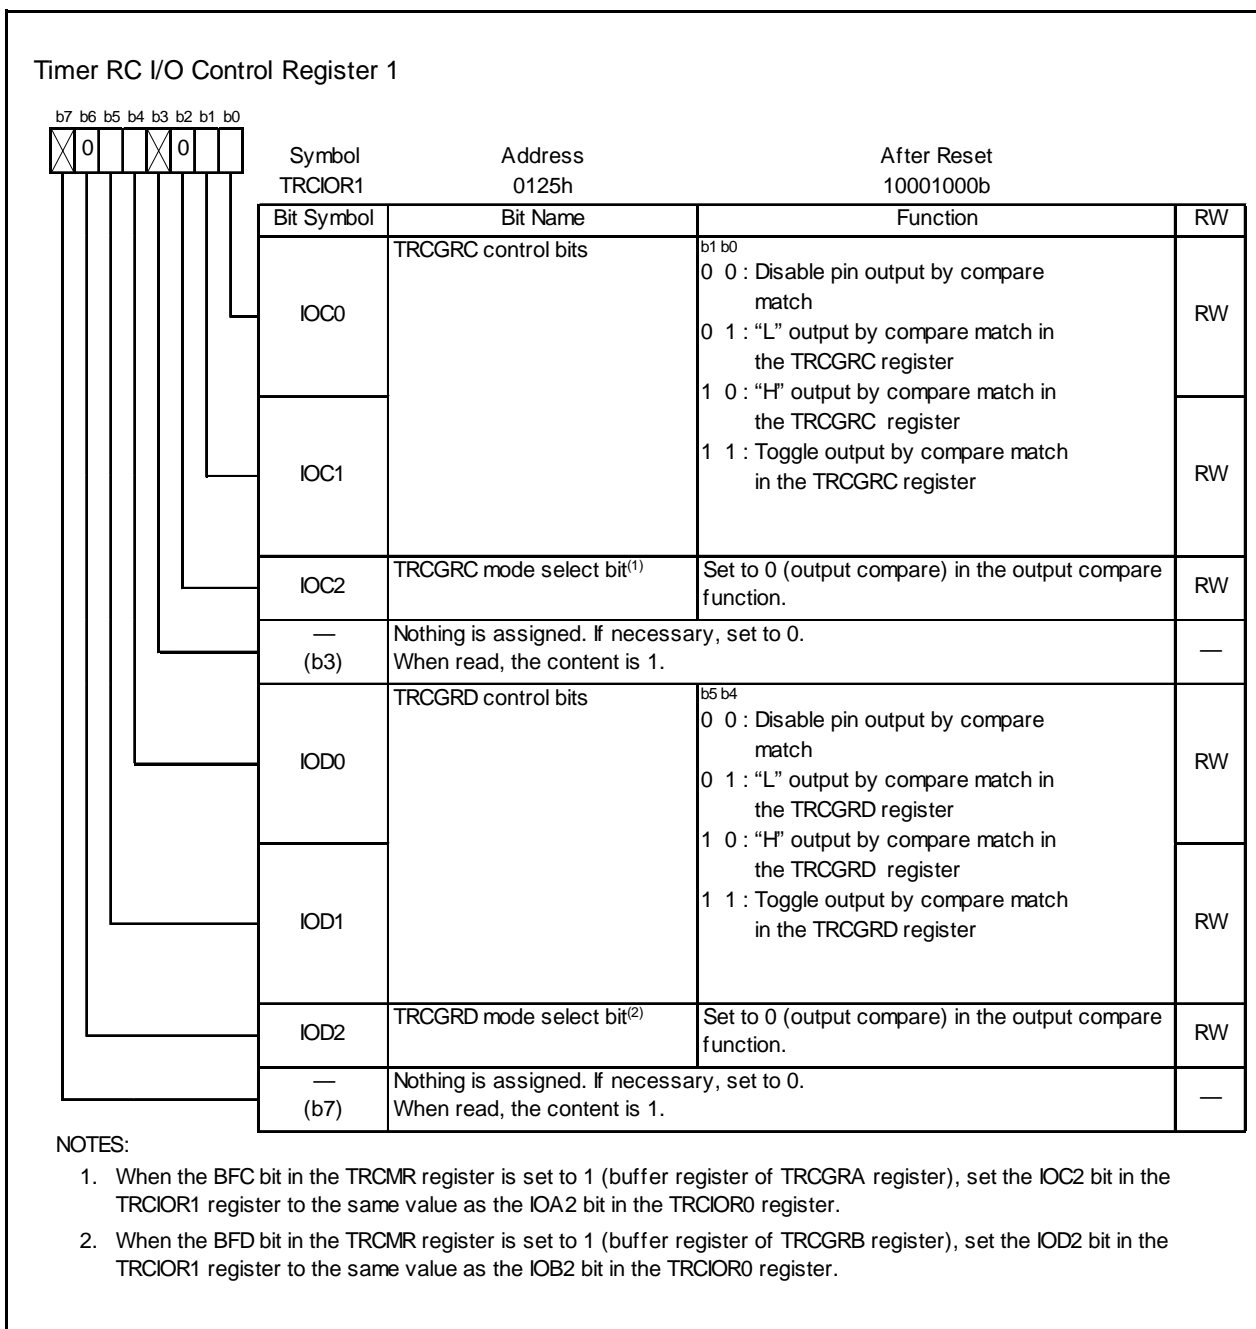 Timer RC I/O Control Register 1
b7 b6 b5 b4 b3 b2 b1 b0
0 0
Symbol Address After Reset
TRCIOR1 0125h 10001000b
Bit Symbol Bit Name Function RW
IOC0 TRCGRC control bits b1 b0 RW
0 0 : Disable pin output by compare
match
0 1 : “L” output by compare match in
the TRCGRC register
1 0 : “H” output by compare match in
the TRCGRC register
1 1 : Toggle output by compare match
in the TRCGRC register
IOC1 RW
IOC2 TRCGRC mode select bit(1) Set to 0 (output compare) in the output compare RW
function.
— Nothing is assigned. If necessary, set to 0. —
(b3) When read, the content is 1.
IOD0 TRCGRD control bits b5 b4 RW
0 0 : Disable pin output by compare
match
0 1 : “L” output by compare match in
the TRCGRD register
1 0 : “H” output by compare match in
the TRCGRD register
1 1 : Toggle output by compare match
in the TRCGRD register
IOD1 RW
IOD2 TRCGRD mode select bit(2) Set to 0 (output compare) in the output compare RW
function.
— Nothing is assigned. If necessary, set to 0. —
(b7) When read, the content is 1.
NOTES:
1. When the BFC bit in the TRCMR register is set to 1 (buffer register of TRCGRA register), set the IOC2 bit in the
TRCIOR1 register to the same value as the IOA2 bit in the TRCIOR0 register.
2. When the BFD bit in the TRCMR register is set to 1 (buffer register of TRCGRB register), set the IOD2 bit in the
TRCIOR1 register to the same value as the IOB2 bit in the TRCIOR0 register.